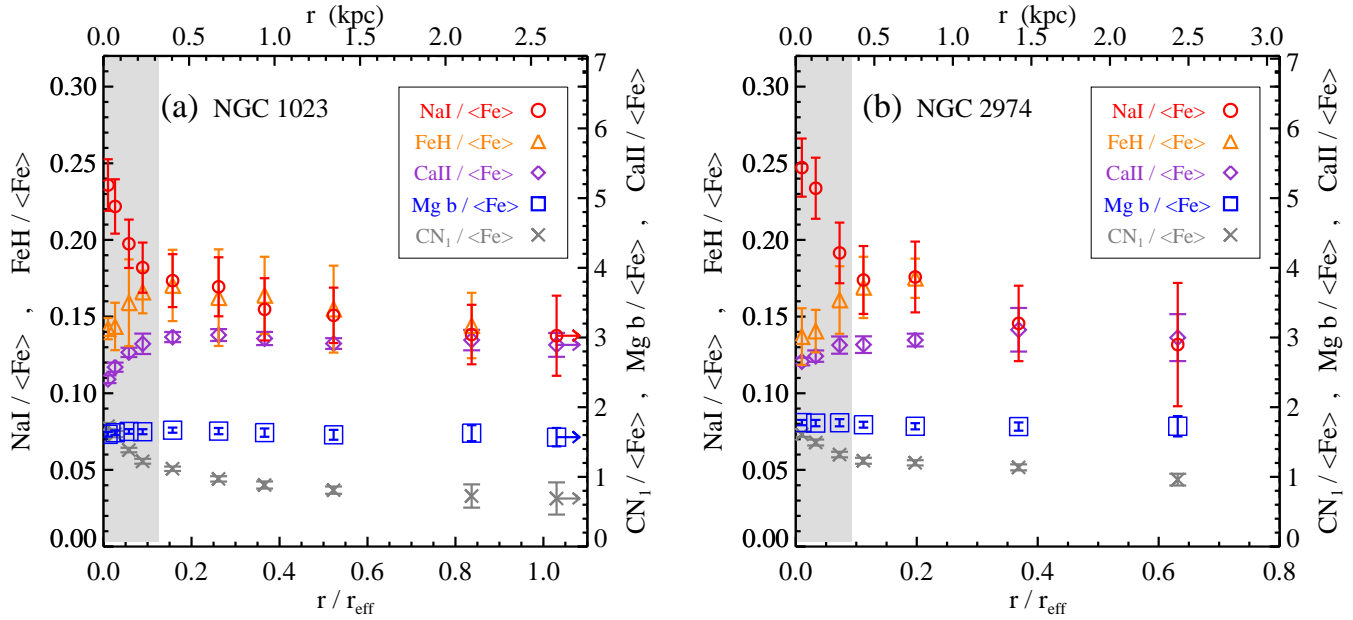 r (kpc)
0.0 0.5 1.0 1.5 2.0 2.5
(a) NGC 1023
NaI / <Fe>
FeH / <Fe>
CaII / <Fe>
Mg b / <Fe>
CN₁ / <Fe>
0.30
0.25
0.20
0.15
0.10
0.05
0.00
NaI / <Fe> , FeH / <Fe>
7
6
5
4
3
2
1
0
CN₁ / <Fe> , Mg b / <Fe> , CaII / <Fe>
0.0 0.2 0.4 0.6 0.8 1.0
r / r_eff
r (kpc)
0.0 0.5 1.0 1.5 2.0 2.5 3.0
(b) NGC 2974
NaI / <Fe>
FeH / <Fe>
CaII / <Fe>
Mg b / <Fe>
CN₁ / <Fe>
0.30
0.25
0.20
0.15
0.10
0.05
0.00
NaI / <Fe> , FeH / <Fe>
7
6
5
4
3
2
1
0
CN₁ / <Fe> , Mg b / <Fe> , CaII / <Fe>
0.0 0.2 0.4 0.6 0.8
r / r_eff